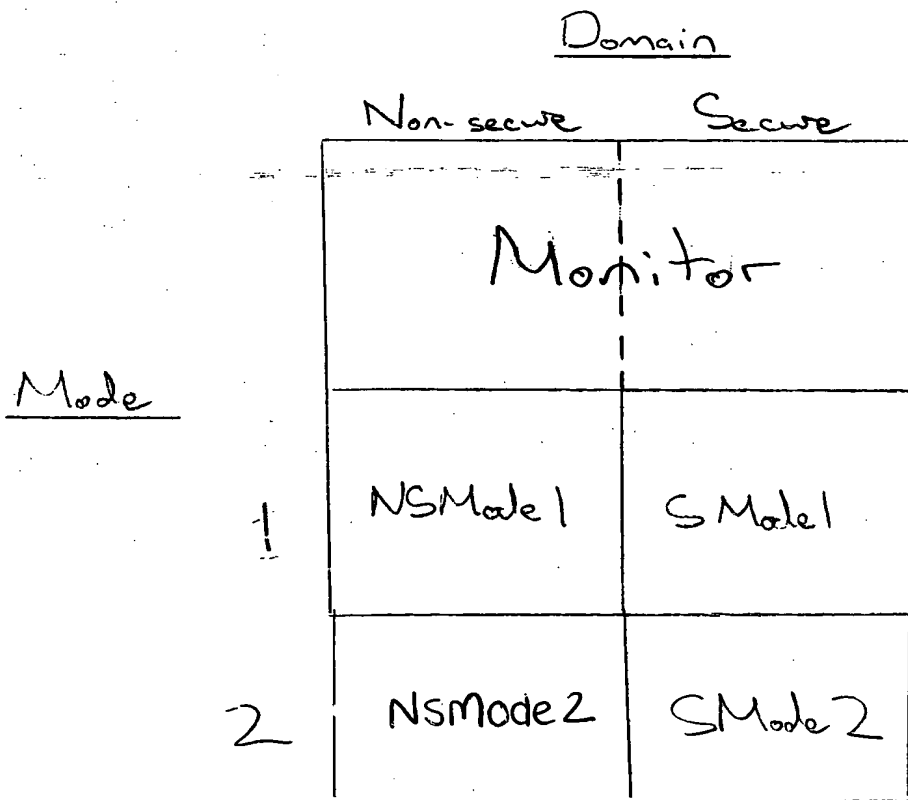 Domain
Non-secure Secure
Monitor
Mode
1 NSMode1 SMode1
2 NSMode2 SMode2